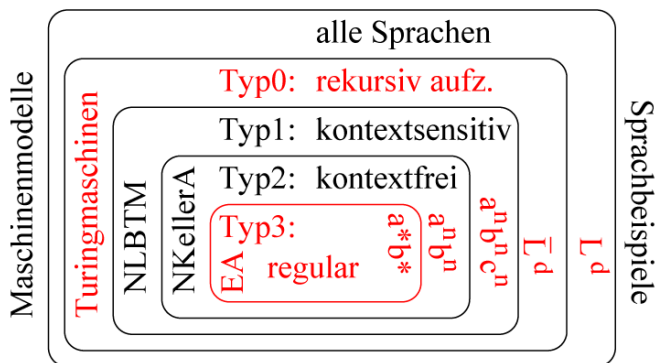 alle Sprachen
Typ0: rekursiv aufz.
Typ1: kontextsensitiv
Typ2: kontextfrei
Typ3:
regular
Maschinenmodelle
Turingmaschinen
NLBTM
NKellerA
EA
a*b*
aⁿbⁿ
aⁿbⁿcⁿ
L̄ᵈ
Lᵈ
Sprachbeispiele